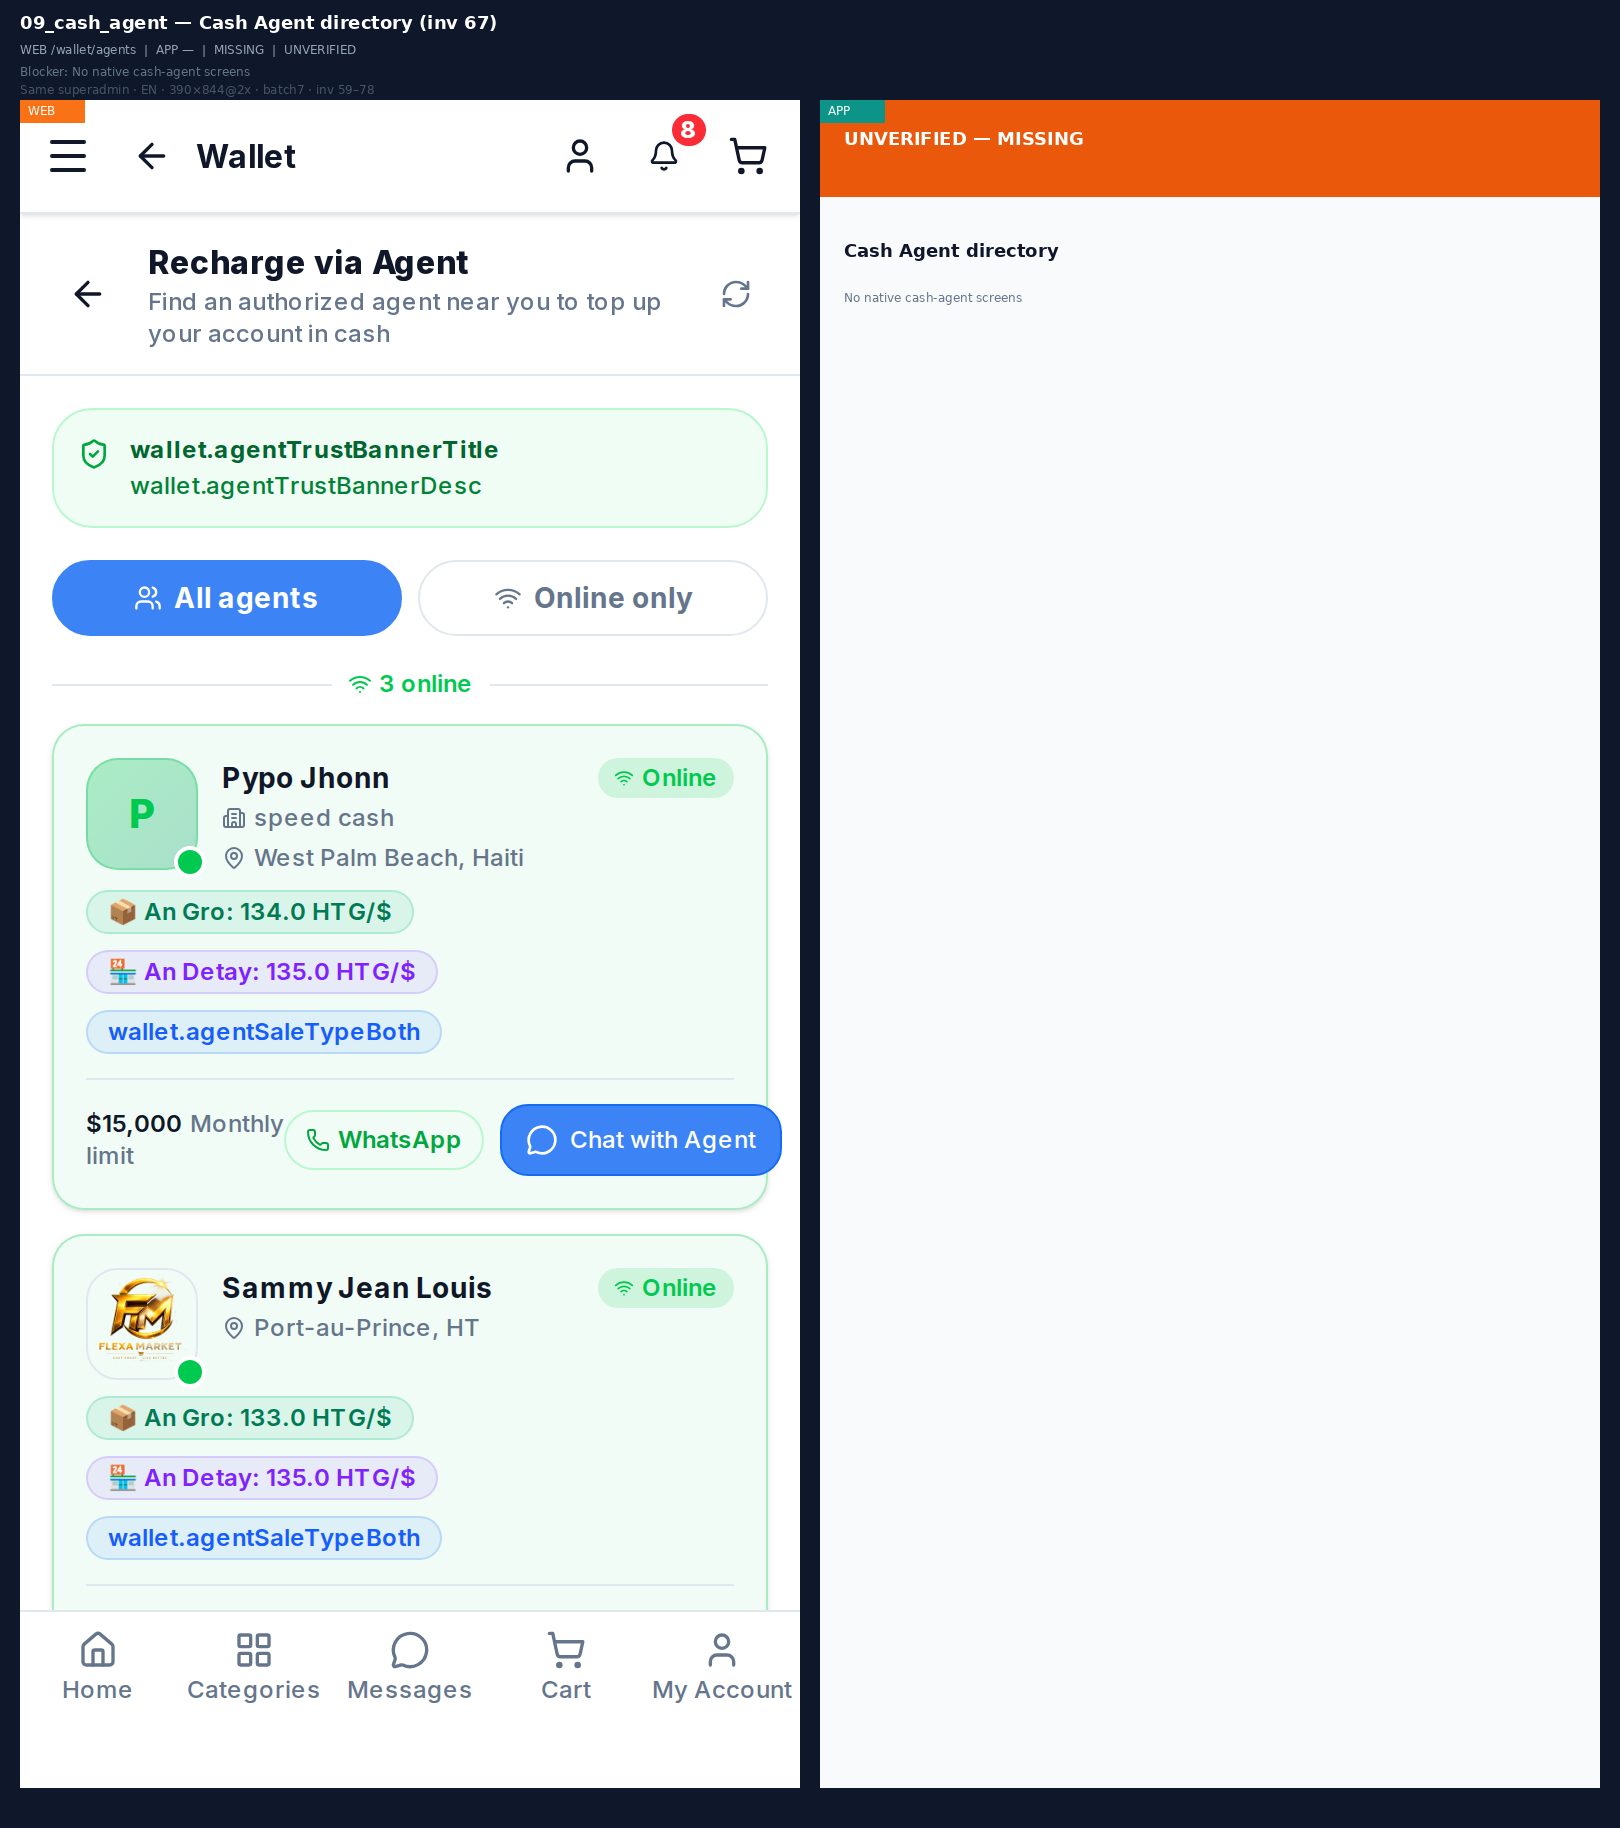 09_cash_agent — Cash Agent directory (inv 67)
WEB /wallet/agents | APP — | MISSING | UNVERIFIED
Blocker: No native cash-agent screens
Same superadmin · EN · 390×844@2x · batch7 · inv 59–78
WEB
Wallet
8
Recharge via Agent
Find an authorized agent near you to top up
your account in cash
wallet.agentTrustBannerTitle
wallet.agentTrustBannerDesc
All agents
Online only
3 online
P
Pypo Jhonn
Online
speed cash
West Palm Beach, Haiti
An Gro: 134.0 HTG/$
An Detay: 135.0 HTG/$
wallet.agentSaleTypeBoth
$15,000 Monthly
limit
WhatsApp
Chat with Agent
FM
FLEXA MARKET
Sammy Jean Louis
Online
Port-au-Prince, HT
An Gro: 133.0 HTG/$
An Detay: 135.0 HTG/$
wallet.agentSaleTypeBoth
Home
Categories
Messages
Cart
My Account
APP
UNVERIFIED — MISSING
Cash Agent directory
No native cash-agent screens